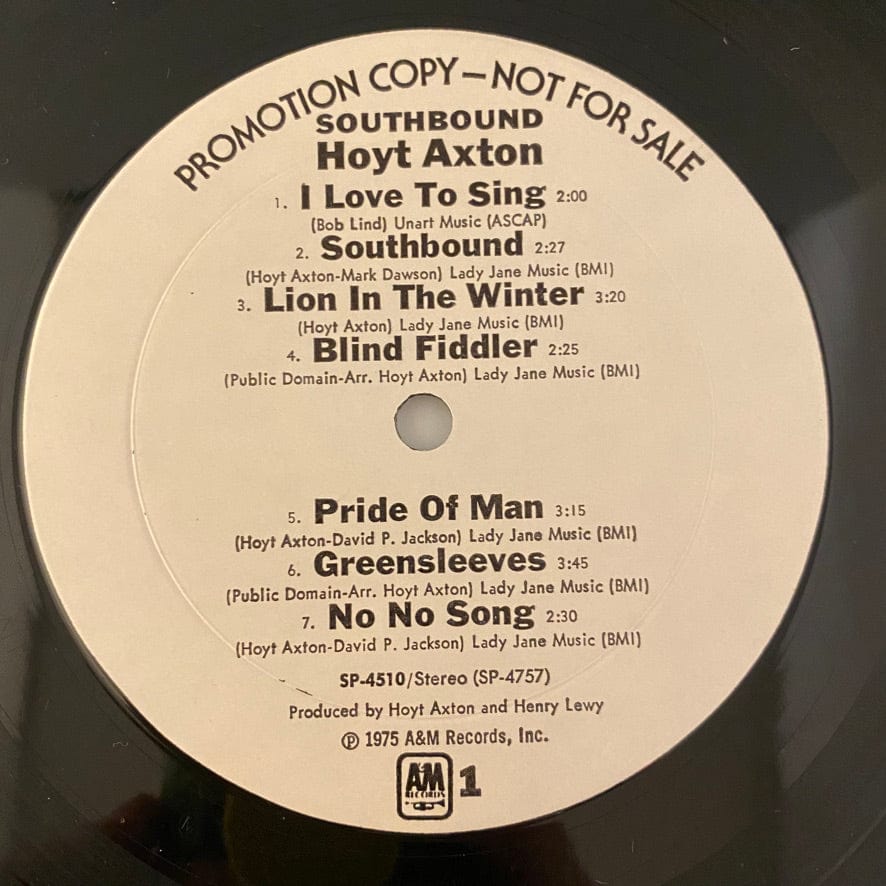 PROMOTION COPY—NOT FOR SALE
SOUTHBOUND
Hoyt Axton
1. I Love To Sing 2:00
(Bob Lind) Unart Music (ASCAP)
2. Southbound 2:27
(Hoyt Axton-Mark Dawson) Lady Jane Music (BMI)
3. Lion In The Winter 3:20
(Hoyt Axton) Lady Jane Music (BMI)
4. Blind Fiddler 2:25
(Public Domain-Arr. Hoyt Axton) Lady Jane Music (BMI)
5. Pride Of Man 3:15
(Hoyt Axton-David P. Jackson) Lady Jane Music (BMI)
6. Greensleeves 3:45
(Public Domain-Arr. Hoyt Axton) Lady Jane Music (BMI)
7. No No Song 2:30
(Hoyt Axton-David P. Jackson) Lady Jane Music (BMI)
SP-4510/Stereo (SP-4757)
Produced by Hoyt Axton and Henry Lewy
℗ 1975 A&M Records, Inc.
A&M 1
RECORDS